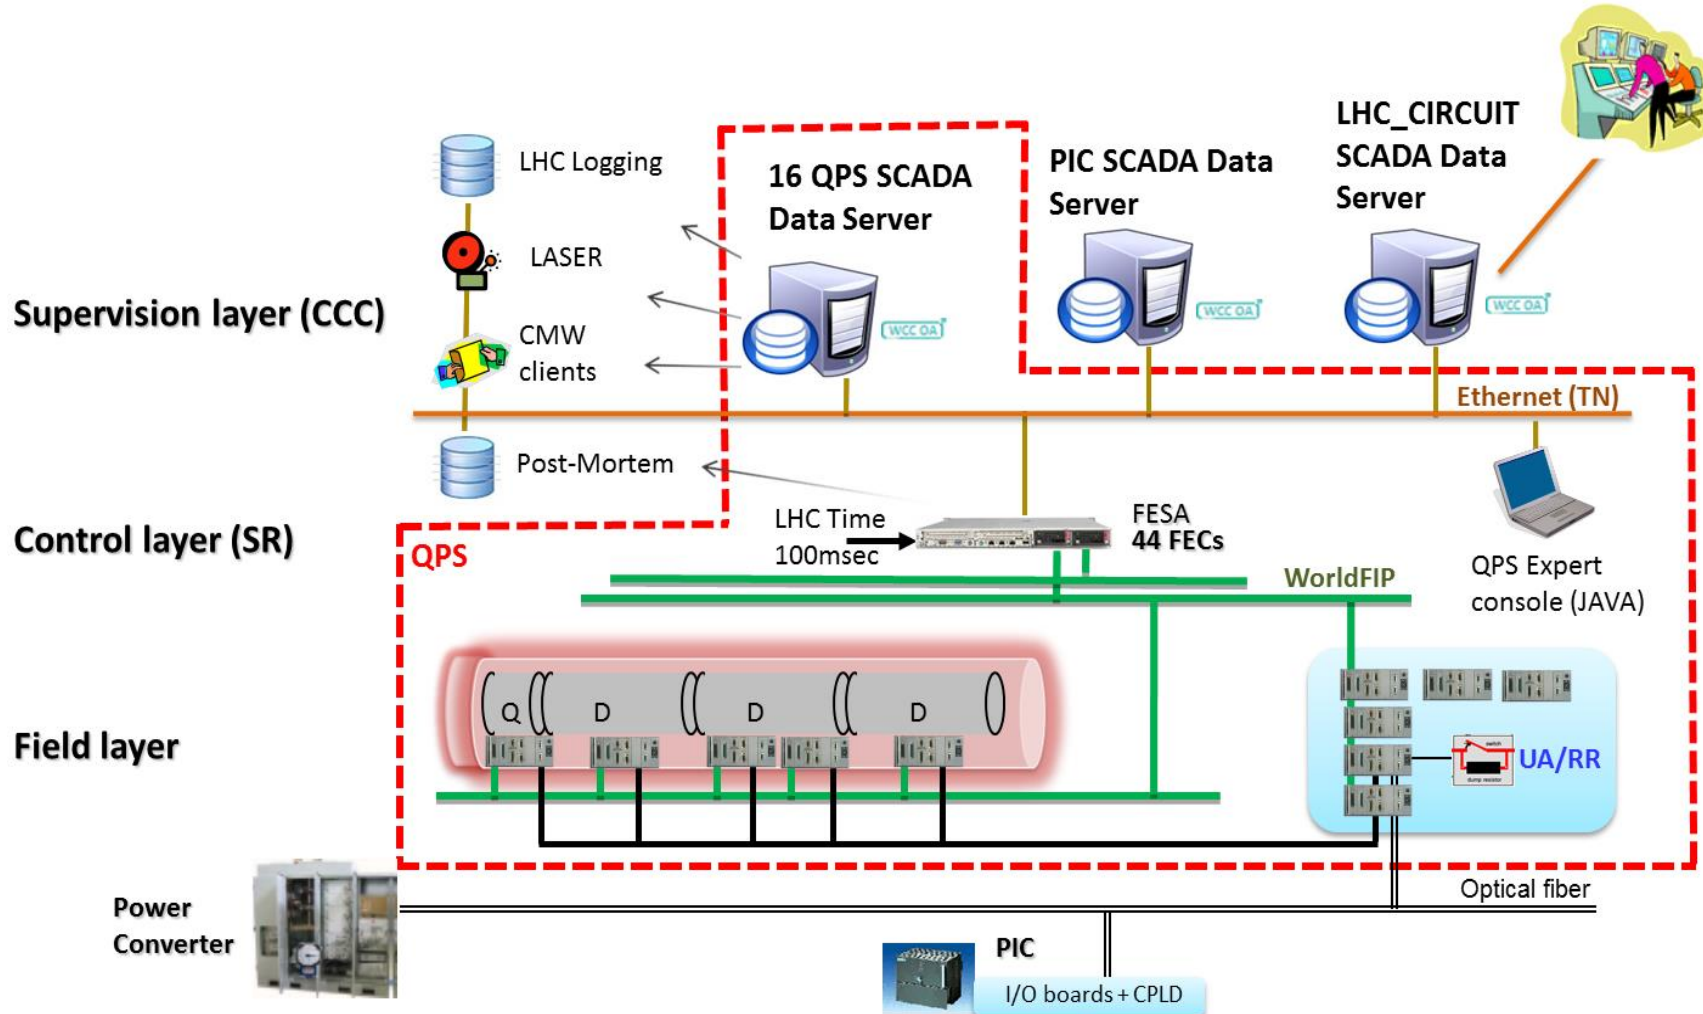 LHC_CIRCUIT
SCADA Data
Server
PIC SCADA Data
Server
16 QPS SCADA
Data Server
LHC Logging
LASER
CMW
clients
Supervision layer (CCC)
WCC OA
WCC OA
WCC OA
Ethernet (TN)
Post-Mortem
Control layer (SR)
QPS
LHC Time
100msec
FESA
44 FECs
WorldFIP
QPS Expert
console (JAVA)
Field layer
Q
D
D
D
switch
dump resistor
UA/RR
Optical fiber
Power
Converter
PIC
I/O boards + CPLD